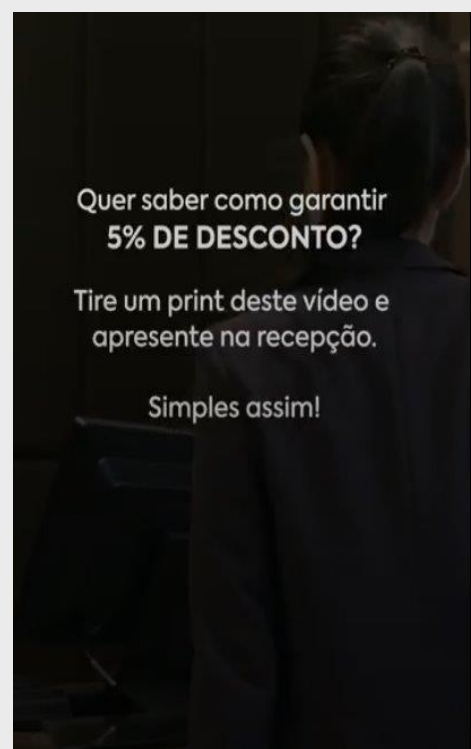 Quer saber como garantir
5% DE DESCONTO?
Tire um print deste vídeo e
apresente na recepção.
Simples assim!